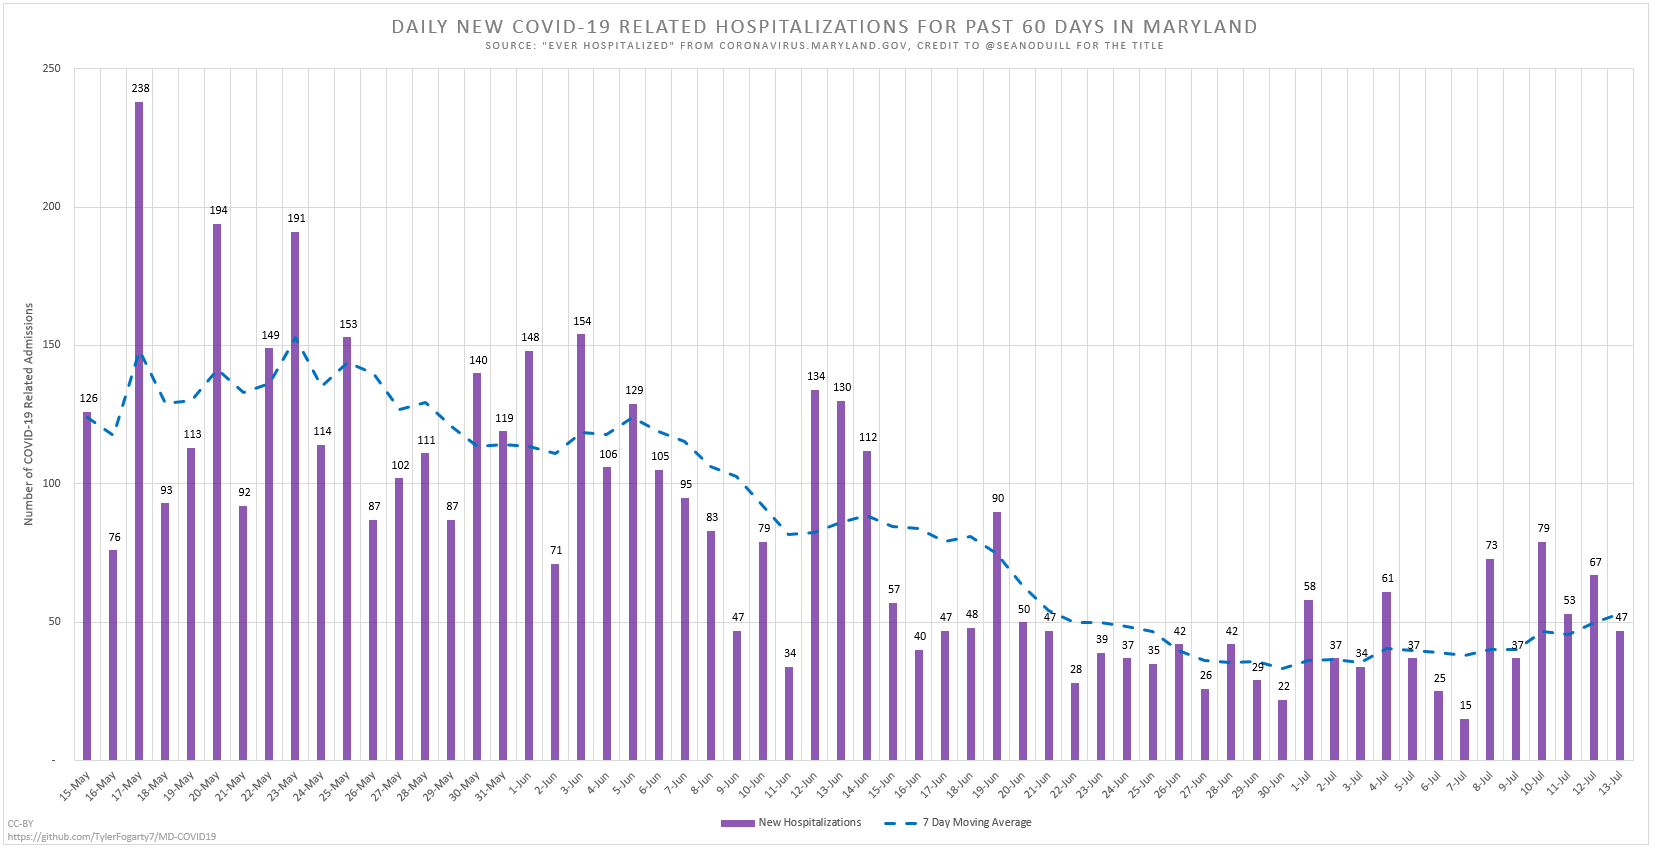 DAILY NEW COVID-19 RELATED HOSPITALIZATIONS FOR PAST 60 DAYS IN MARYLAND
SOURCE: "EVER HOSPITALIZED" FROM CORONAVIRUS.MARYLAND.GOV, CREDIT TO @SEANODUILL FOR THE TITLE
Number of COVID-19 Related Admissions
250
200
150
100
50
-
126 76 238 93 113 194 92 149 191 114 153 87 102 111 87 140 119 148 71 154 106 129 105 95 83 47 79 34 134 130 112 57 40 47 48 90 50 47 28 39 37 35 42 26 42 29 22 58 37 34 61 37 25 15 73 37 79 53 67 47
15-May 16-May 17-May 18-May 19-May 20-May 21-May 22-May 23-May 24-May 25-May 26-May 27-May 28-May 29-May 30-May 31-May 1-Jun 2-Jun 3-Jun 4-Jun 5-Jun 6-Jun 7-Jun 8-Jun 9-Jun 10-Jun 11-Jun 12-Jun 13-Jun 14-Jun 15-Jun 16-Jun 17-Jun 18-Jun 19-Jun 20-Jun 21-Jun 22-Jun 23-Jun 24-Jun 25-Jun 26-Jun 27-Jun 28-Jun 29-Jun 30-Jun 1-Jul 2-Jul 3-Jul 4-Jul 5-Jul 6-Jul 7-Jul 8-Jul 9-Jul 10-Jul 11-Jul 12-Jul 13-Jul
New Hospitalizations 7 Day Moving Average
CC-BY
https://github.com/TylerFogarty7/MD-COVID19